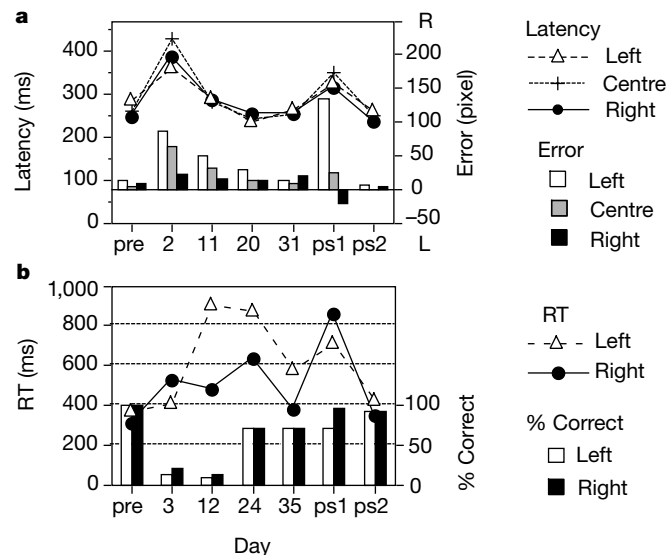 a
R
Latency (ms)
400
300
200
100
0
200
150
100
50
0
–50
Error (pixel)
L
pre 2 11 20 31 ps1 ps2
Latency
Left
Centre
Right
Error
Left
Centre
Right
b
RT (ms)
1,000
800
600
400
200
0
100
50
0
% Correct
pre 3 12 24 35 ps1 ps2
Day
RT
Left
Right
% Correct
Left
Right